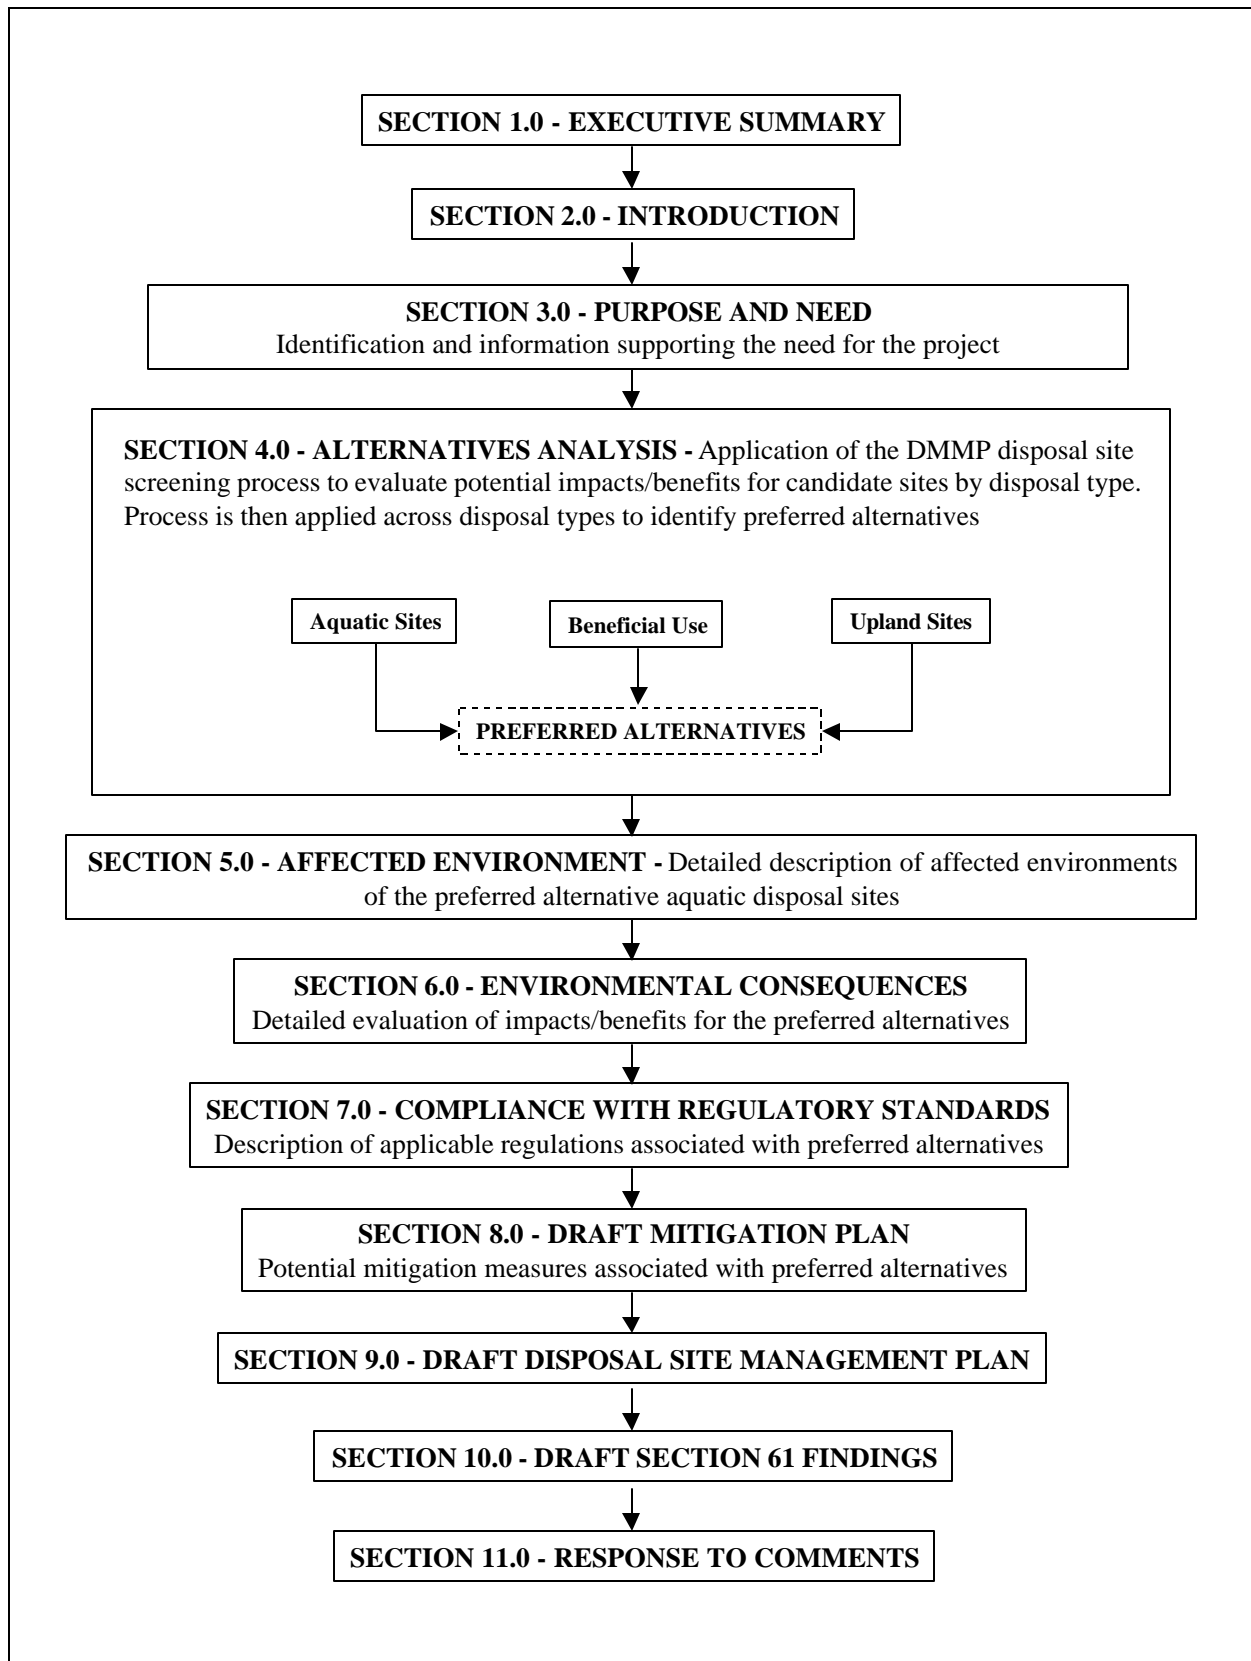 SECTION 1.0 - EXECUTIVE SUMMARY
SECTION 2.0 - INTRODUCTION
SECTION 3.0 - PURPOSE AND NEED
Identification and information supporting the need for the project
SECTION 4.0 - ALTERNATIVES ANALYSIS - Application of the DMMP disposal site
screening process to evaluate potential impacts/benefits for candidate sites by disposal type.
Process is then applied across disposal types to identify preferred alternatives
Aquatic Sites
Beneficial Use
Upland Sites
PREFERRED ALTERNATIVES
SECTION 5.0 - AFFECTED ENVIRONMENT - Detailed description of affected environments
of the preferred alternative aquatic disposal sites
SECTION 6.0 - ENVIRONMENTAL CONSEQUENCES
Detailed evaluation of impacts/benefits for the preferred alternatives
SECTION 7.0 - COMPLIANCE WITH REGULATORY STANDARDS
Description of applicable regulations associated with preferred alternatives
SECTION 8.0 - DRAFT MITIGATION PLAN
Potential mitigation measures associated with preferred alternatives
SECTION 9.0 - DRAFT DISPOSAL SITE MANAGEMENT PLAN
SECTION 10.0 - DRAFT SECTION 61 FINDINGS
SECTION 11.0 - RESPONSE TO COMMENTS